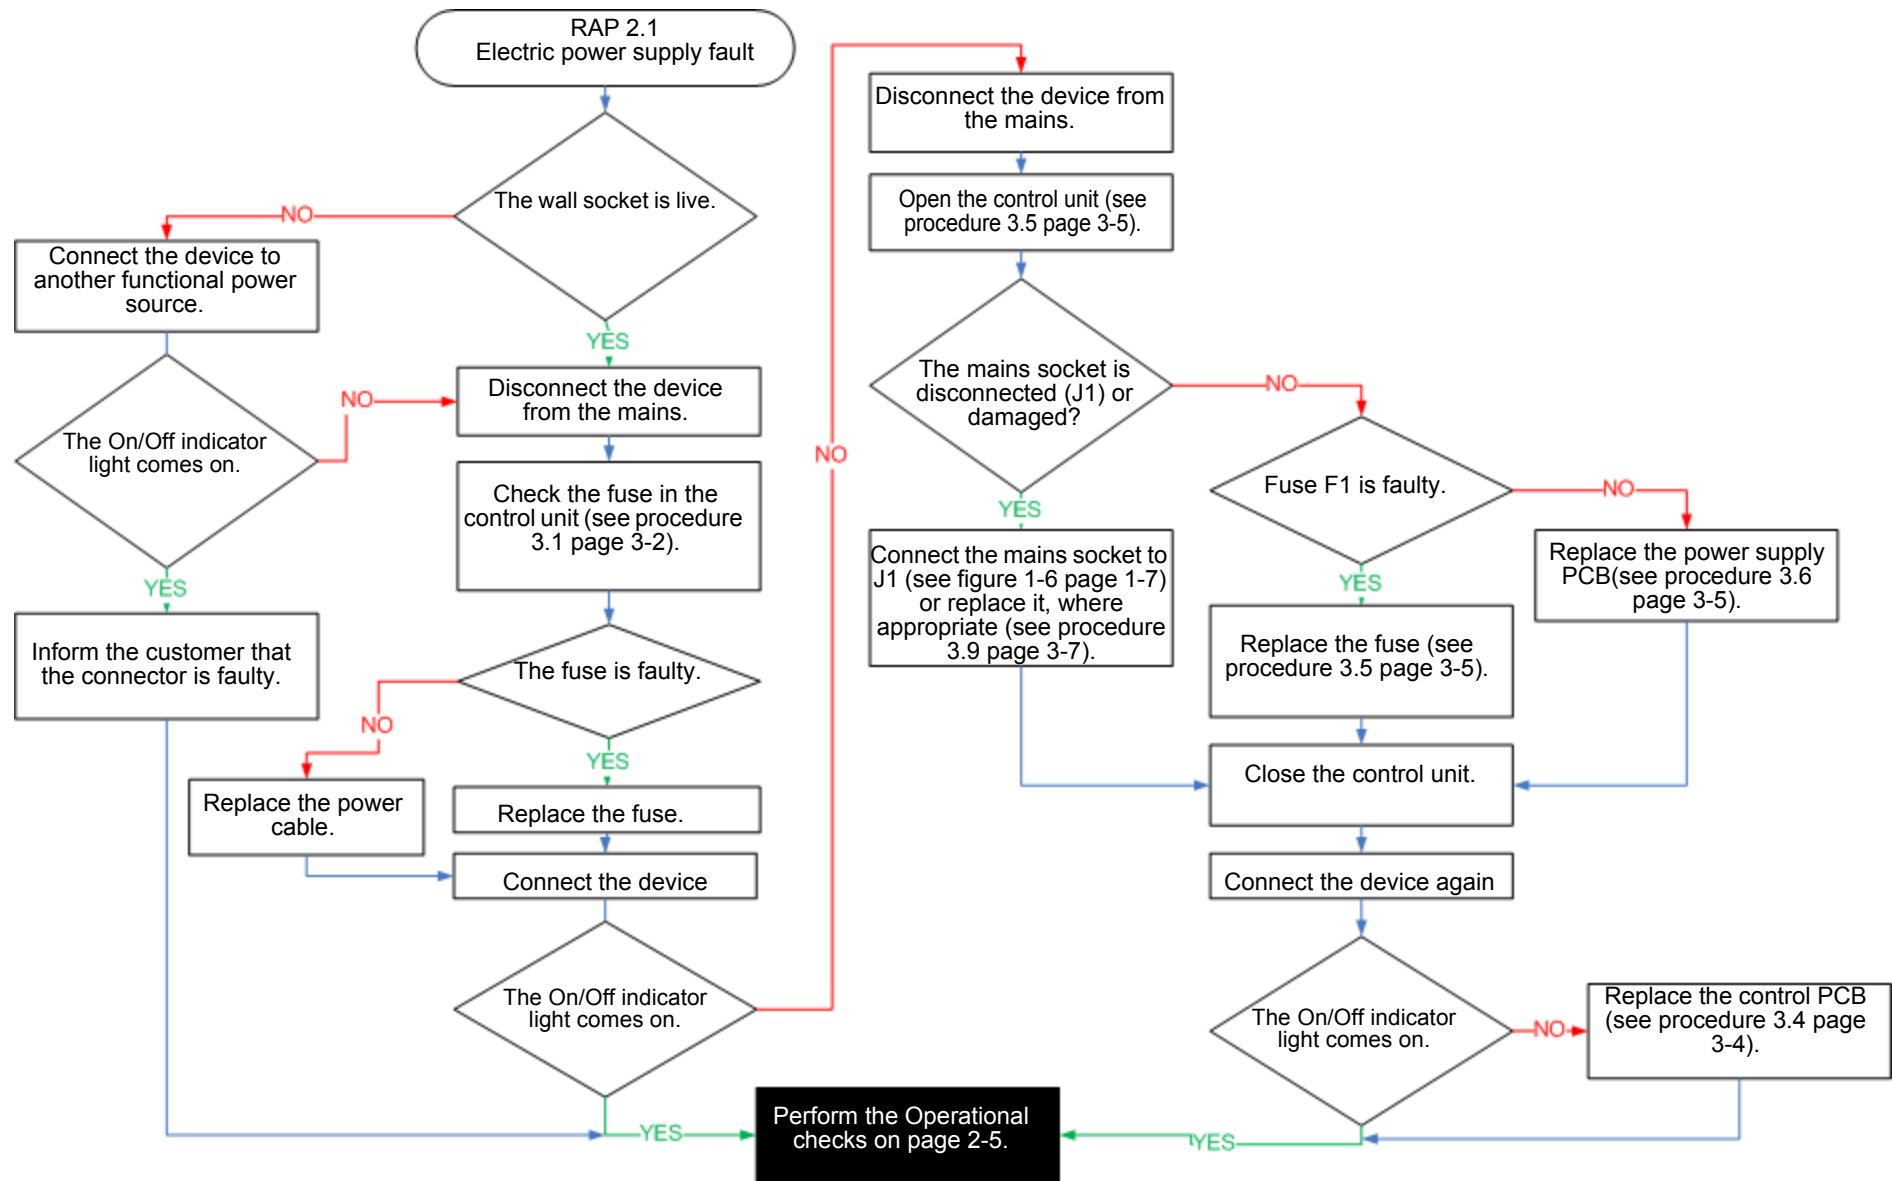 RAP 2.1
Electric power supply fault
The wall socket is live.
NO
Connect the device to
another functional power
source.
YES
The On/Off indicator
light comes on.
NO
Disconnect the device
from the mains.
Check the fuse in the
control unit (see procedure
3.1 page 3-2).
YES
Inform the customer that
the connector is faulty.
The fuse is faulty.
NO
YES
Replace the power
cable.
Replace the fuse.
Connect the device
The On/Off indicator
light comes on.
NO
YES
Perform the Operational
checks on page 2-5.
Disconnect the device from
the mains.
Open the control unit (see
procedure 3.5 page 3-5).
The mains socket is
disconnected (J1) or
damaged?
NO
YES
Connect the mains socket to
J1 (see figure 1-6 page 1-7)
or replace it, where
appropriate (see procedure
3.9 page 3-7).
Fuse F1 is faulty.
NO
YES
Replace the power supply
PCB(see procedure 3.6
page 3-5).
Replace the fuse (see
procedure 3.5 page 3-5).
Close the control unit.
Connect the device again
The On/Off indicator
light comes on.
NO
Replace the control PCB
(see procedure 3.4 page
3-4).
YES